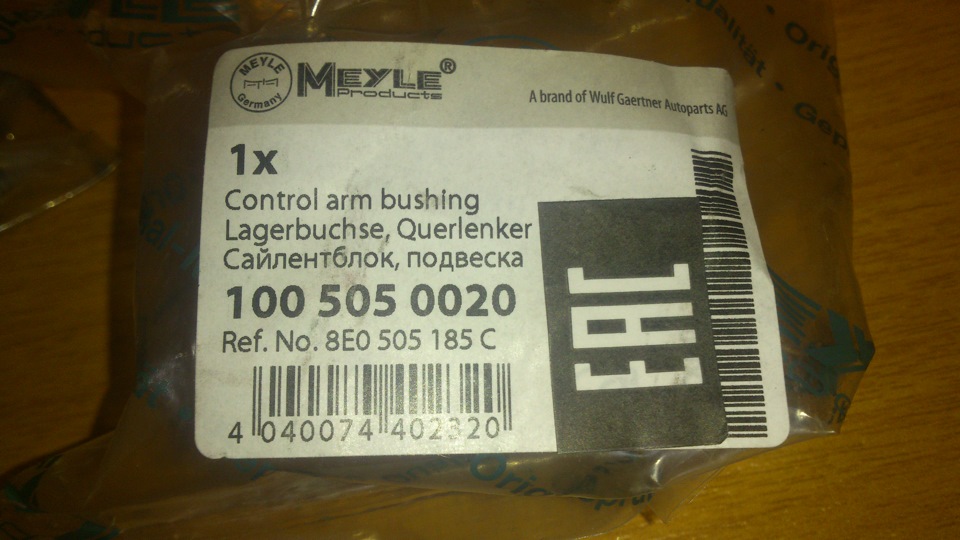 MEYLE
Germany
MEYLE®
Products
A brand of Wulf Gaertner Autoparts AG
1x
Control arm bushing
Lagerbuchse, Querlenker
Сайлентблок, подвеска
100 505 0020
Ref. No. 8E0 505 185 C
4 040074 402320
EAC